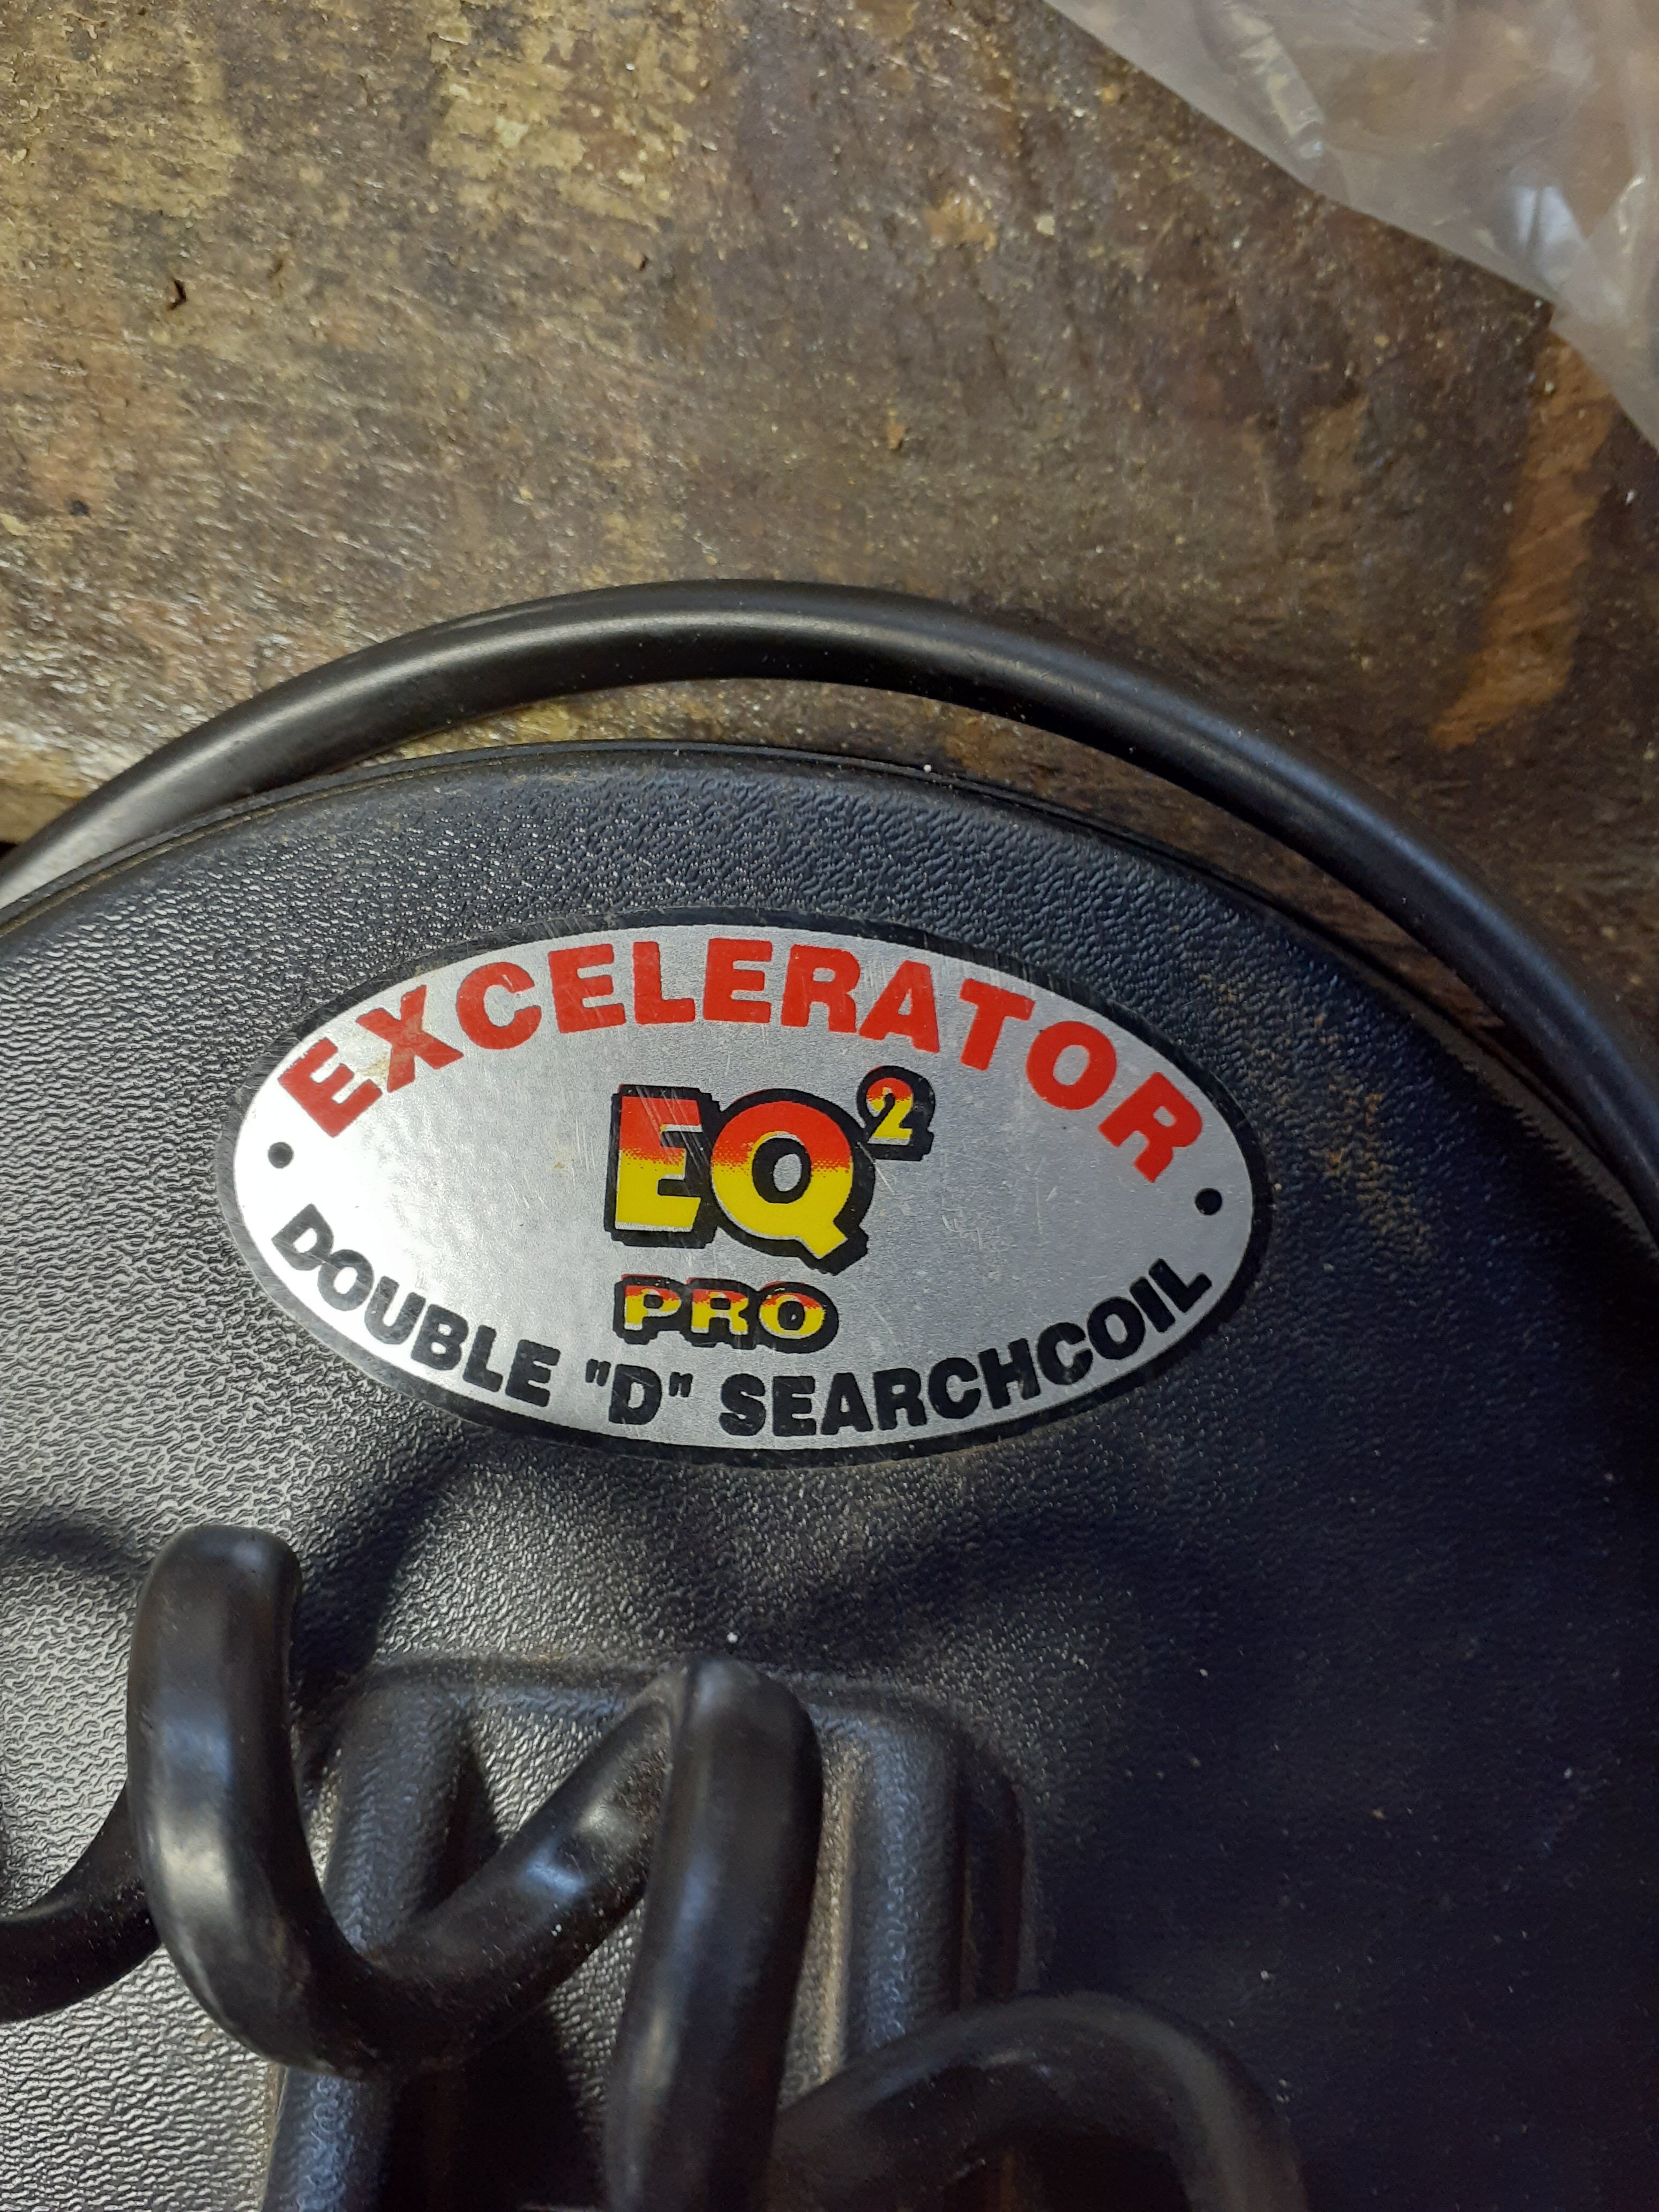 EXCELERATOR
EQ²
PRO
DOUBLE "D" SEARCHCOIL